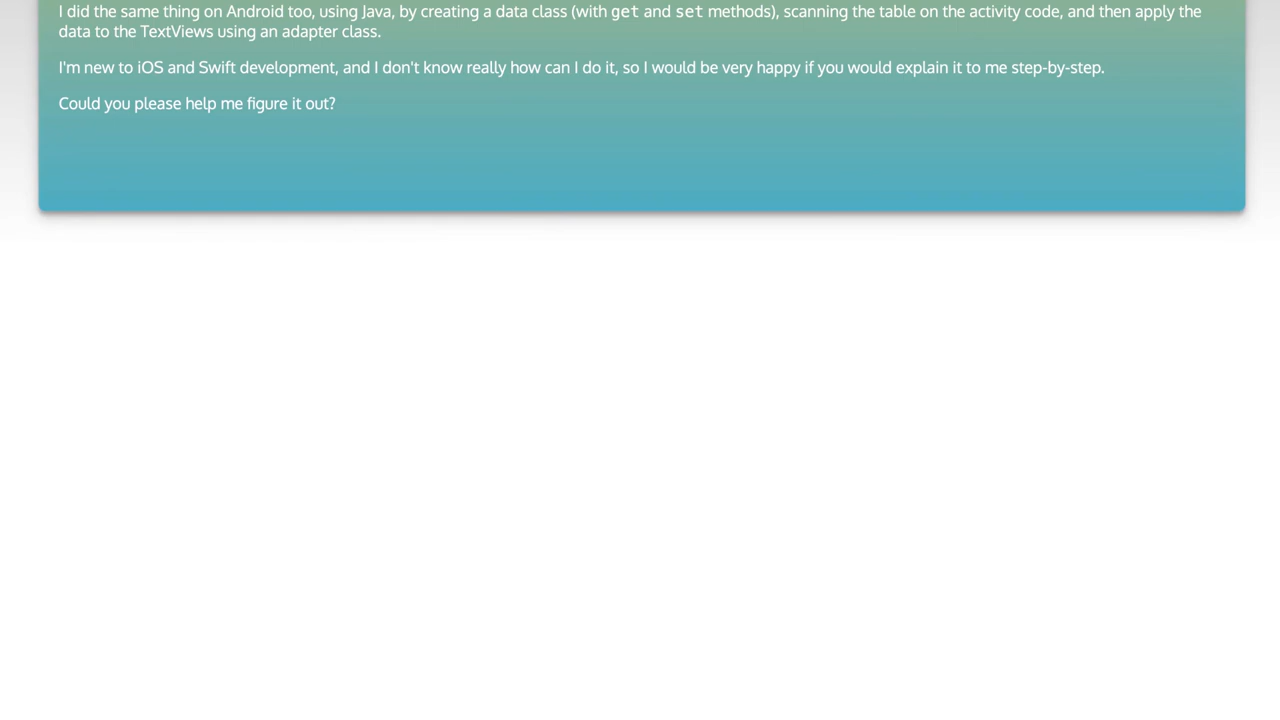 I did the same thing on Android too, using Java, by creating a data class (with get and set methods), scanning the table on the activity code, and then apply the
data to the TextViews using an adapter class.
I'm new to iOS and Swift development, and I don't know really how can I do it, so I would be very happy if you would explain it to me step-by-step.
Could you please help me figure it out?